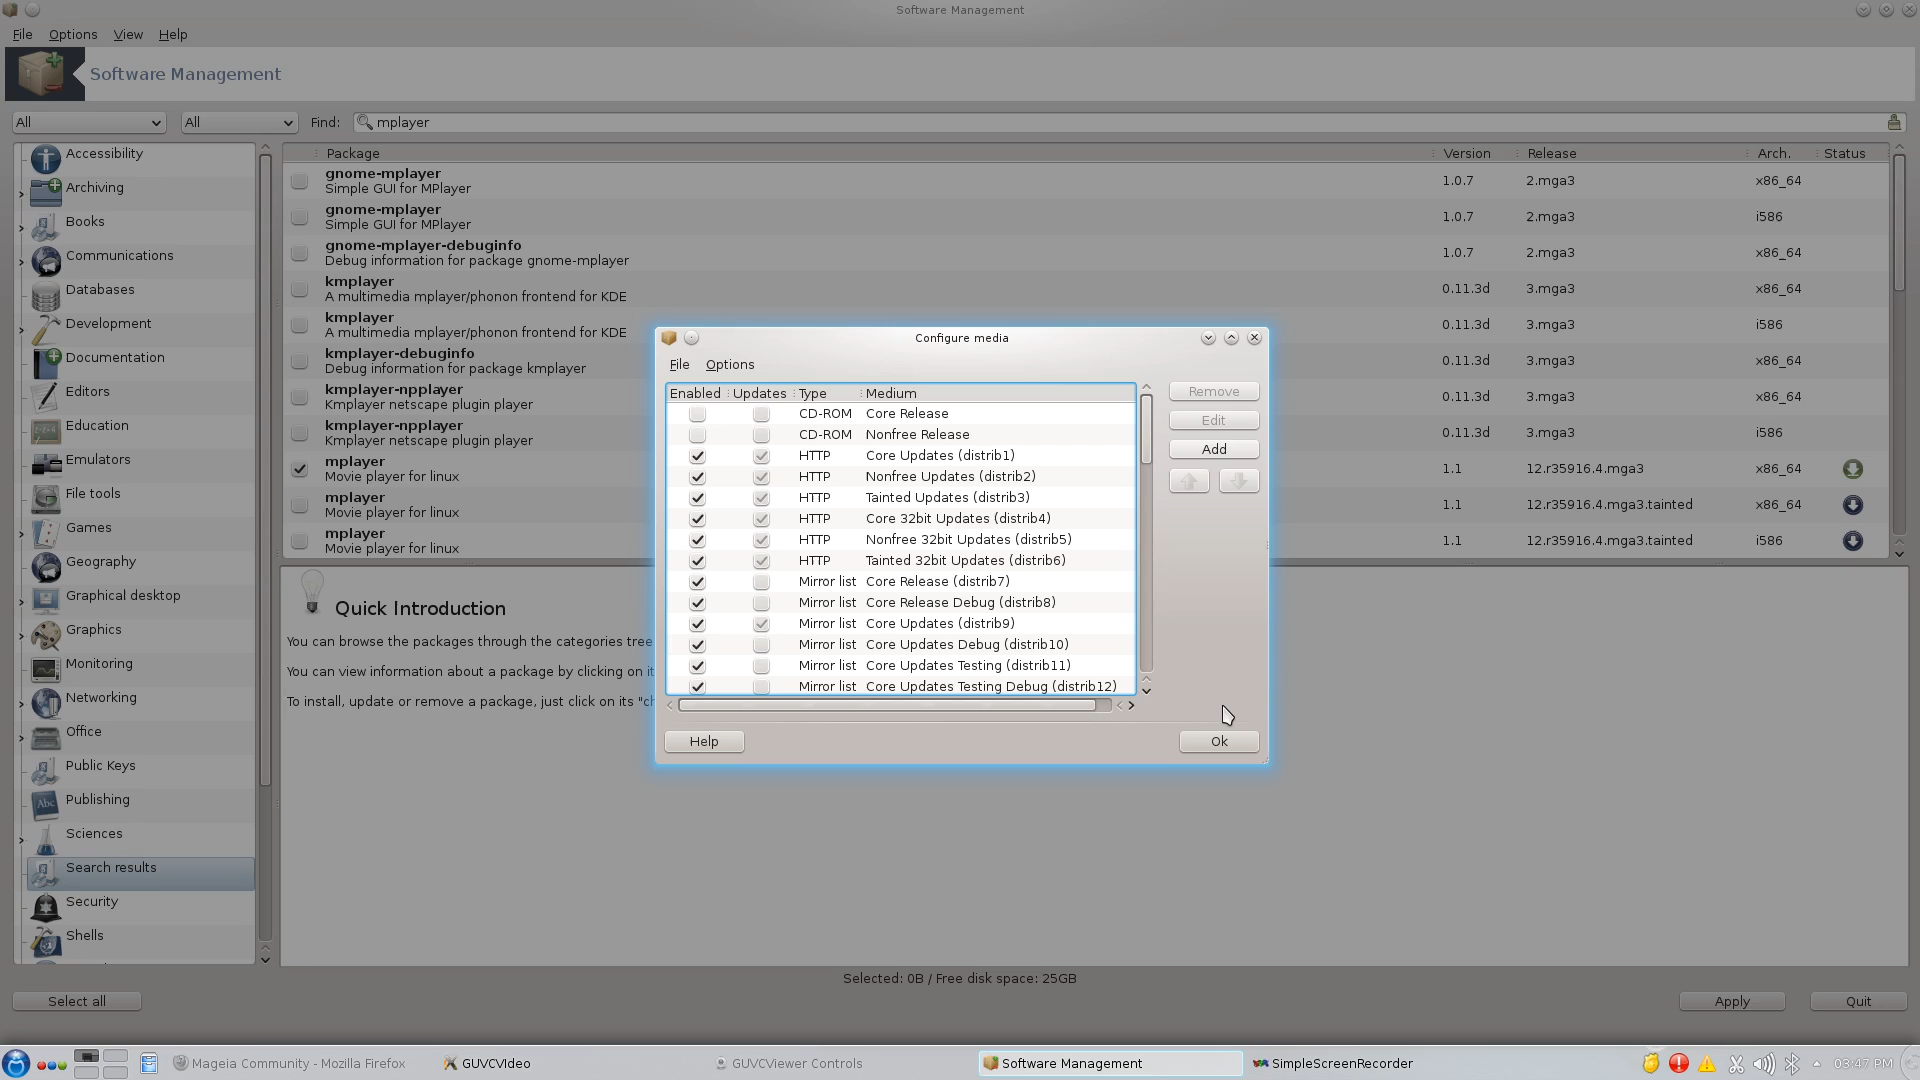 Software Management
File Options View Help
Software Management
All All Find: mplayer
Package Version Release Arch. Status
Accessibility
Archiving
Books
Communications
Databases
Development
Documentation
Editors
Education
Emulators
File tools
Games
Geography
Graphical desktop
Graphics
Monitoring
Networking
Office
Public Keys
Publishing
Sciences
Search results
Security
Shells
gnome-mplayer 1.0.7 2.mga3 x86_64
Simple GUI for MPlayer
gnome-mplayer 1.0.7 2.mga3 i586
Simple GUI for MPlayer
gnome-mplayer-debuginfo 1.0.7 2.mga3 x86_64
Debug information for package gnome-mplayer
kmplayer 0.11.3d 3.mga3 x86_64
A multimedia mplayer/phonon frontend for KDE
kmplayer 0.11.3d 3.mga3 i586
A multimedia mplayer/phonon frontend for KDE
kmplayer-debuginfo 0.11.3d 3.mga3 x86_64
Debug information for package kmplayer
kmplayer-npplayer 0.11.3d 3.mga3 x86_64
Kmplayer netscape plugin player
kmplayer-npplayer 0.11.3d 3.mga3 i586
Kmplayer netscape plugin player
mplayer 1.1 12.r35916.4.mga3 x86_64
Movie player for linux
mplayer 1.1 12.r35916.4.mga3.tainted x86_64
Movie player for linux
mplayer 1.1 12.r35916.4.mga3.tainted i586
Movie player for linux
Quick Introduction
You can browse the packages through the categories tree
You can view information about a package by clicking on
To install, update or remove a package, just click on its
Configure media
File Options
Enabled Updates Type Medium
CD-ROM Core Release
CD-ROM Nonfree Release
HTTP Core Updates (distrib1)
HTTP Nonfree Updates (distrib2)
HTTP Tainted Updates (distrib3)
HTTP Core 32bit Updates (distrib4)
HTTP Nonfree 32bit Updates (distrib5)
HTTP Tainted 32bit Updates (distrib6)
Mirror list Core Release (distrib7)
Mirror list Core Release Debug (distrib8)
Mirror list Core Updates (distrib9)
Mirror list Core Updates Debug (distrib10)
Mirror list Core Updates Testing (distrib11)
Mirror list Core Updates Testing Debug (distrib12)
Remove
Edit
Add
Help Ok
Selected: 0B / Free disk space: 25GB
Select all Apply Quit
Mageia Community - Mozilla Firefox GUVCVIdeo GUVCViewer Controls Software Management SimpleScreenRecorder 03:47 PM